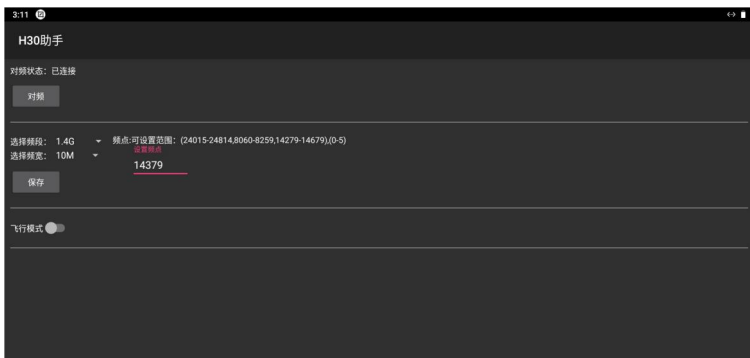 3:11
H30助手
对频状态：已连接
对频
选择频段： 1.4G
频点:可设置范围：(24015-24814,8060-8259,14279-14679),(0-5)
选择频宽： 10M
设置频点
14379
保存
飞行模式